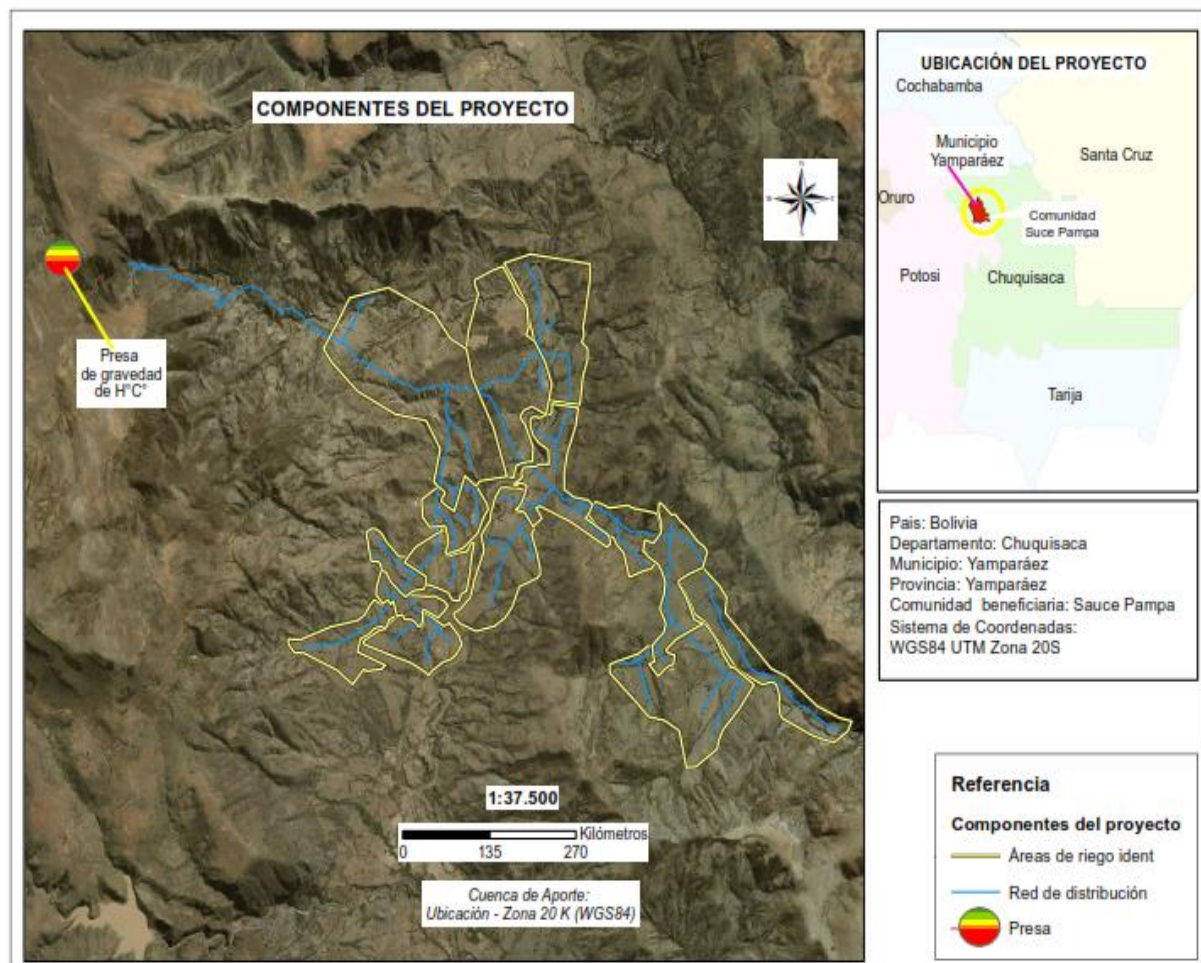 COMPONENTES DEL PROYECTO
Presa
de gravedad
de H°C°
1:37.500
Kilómetros
0 135 270
Cuenca de Aporte:
Ubicación - Zona 20 K (WGS84)
UBICACIÓN DEL PROYECTO
Cochabamba
Municipio
Yamparáez
Santa Cruz
Oruro
Comunidad
Suce Pampa
Potosi
Chuquisaca
Tarija
Pais: Bolivia
Departamento: Chuquisaca
Municipio: Yamparáez
Provincia: Yamparáez
Comunidad beneficiaria: Sauce Pampa
Sistema de Coordenadas:
WGS84 UTM Zona 20S
Referencia
Componentes del proyecto
Áreas de riego ident
Red de distribución
Presa